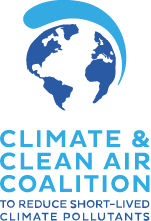 CLIMATE &
CLEAN AIR
COALITION
TO REDUCE SHORT-LIVED
CLIMATE POLLUTANTS